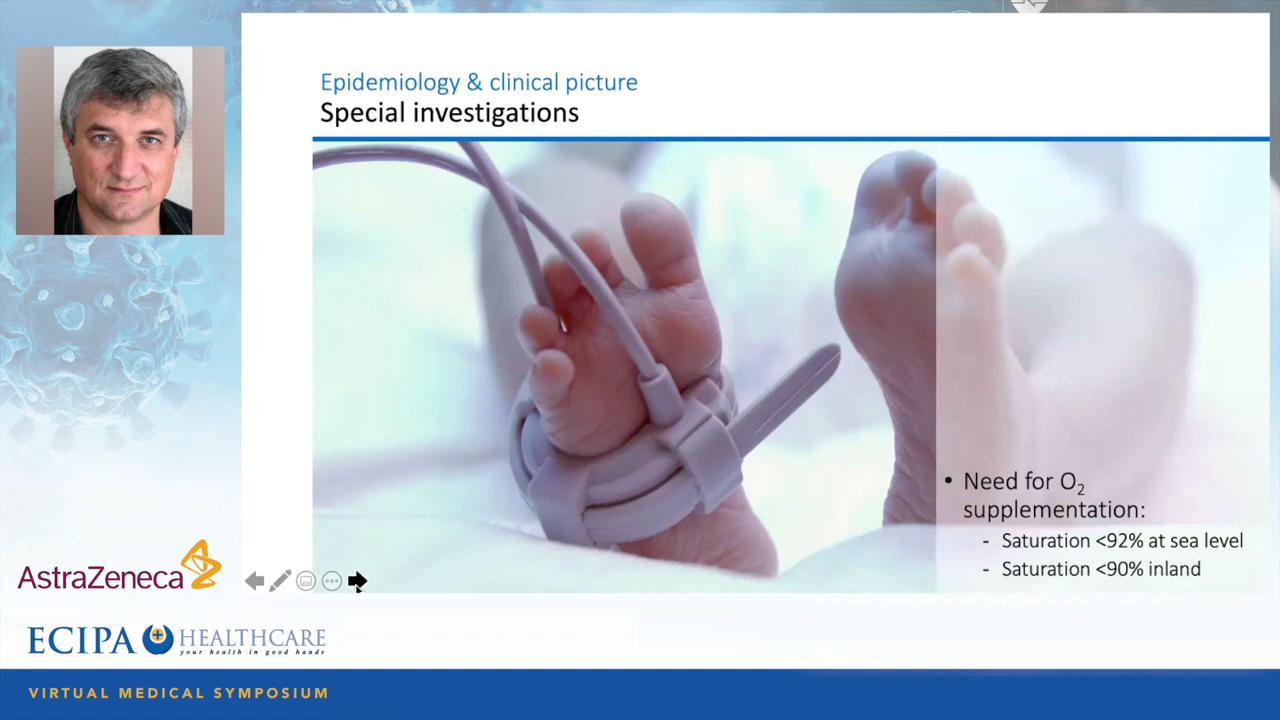 Epidemiology & clinical picture
Special investigations
• Need for O₂
supplementation:
- Saturation <92% at sea level
- Saturation <90% inland
AstraZeneca
ECIPA HEALTHCARE
your health in good hands
VIRTUAL MEDICAL SYMPOSIUM